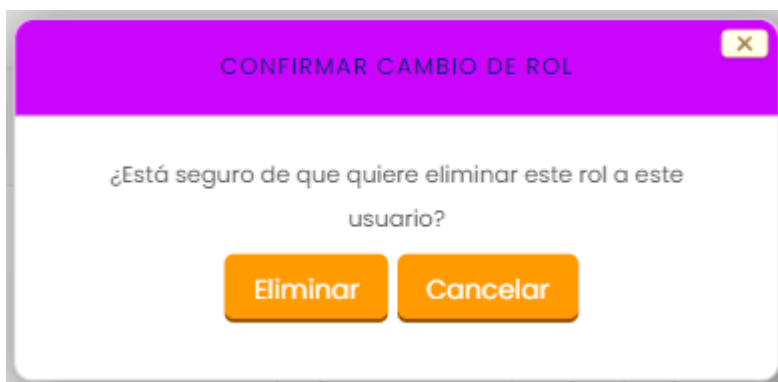 CONFIRMAR CAMBIO DE ROL
¿Está seguro de que quiere eliminar este rol a este
usuario?
Eliminar Cancelar